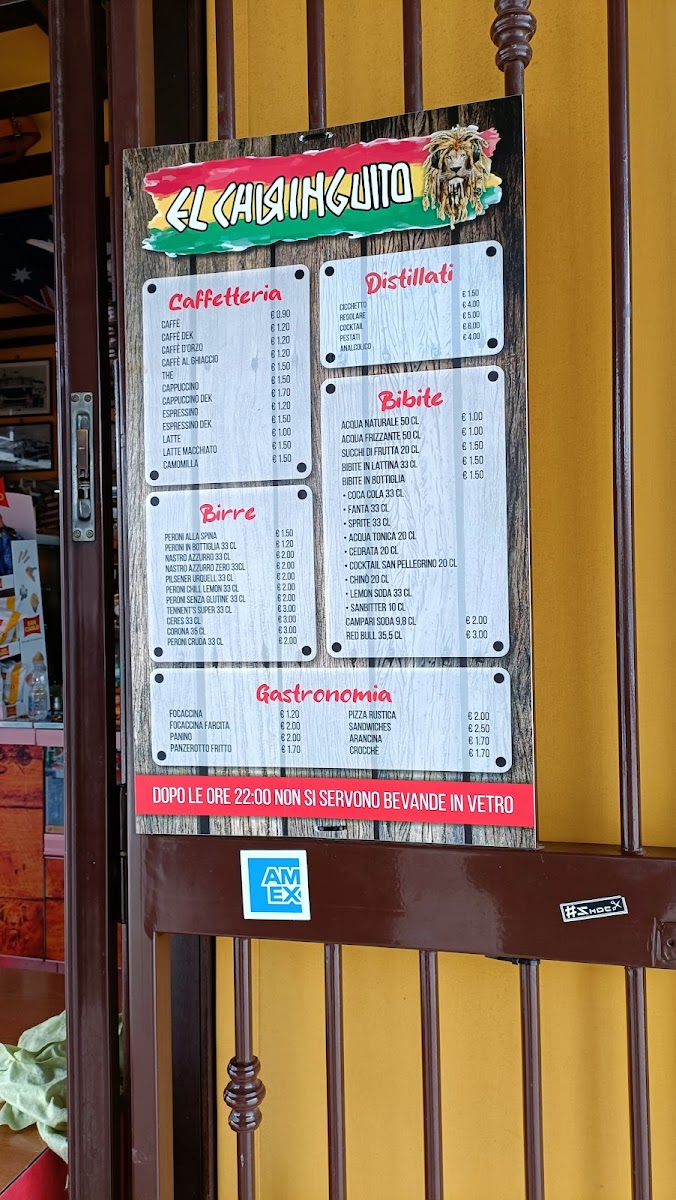 EL CHIRINGUITO
Caffetteria
CAFFÈ € 0.90
CAFFÈ DEK € 1.20
CAFFÈ D'ORZO € 1.20
CAFFÈ AL GHIACCIO € 1.20
THE € 1.50
CAPPUCCINO € 1.50
CAPPUCCINO DEK € 1.70
ESPRESSINO € 1.20
ESPRESSINO DEK € 1.50
LATTE € 1.00
LATTE MACCHIATO € 1.50
CAMOMILLA € 1.50
Distillati
CICCHETTO € 1.50
REGOLARE € 4.00
COCKTAIL € 5.00
PESTATI € 6.00
ANALCOLICO € 4.00
Bibite
ACQUA NATURALE 50 CL € 1.00
ACQUA FRIZZANTE 50 CL € 1.00
SUCCHI DI FRUTTA 20 CL € 1.50
BIBITE IN LATTINA 33 CL € 1.50
BIBITE IN BOTTIGLIA € 1.50
• COCA COLA 33 CL
• FANTA 33 CL
• SPRITE 33 CL
• ACQUA TONICA 20 CL
• CEDRATA 20 CL
• COCKTAIL SAN PELLEGRINO 20 CL
• CHINÒ 20 CL
• LEMON SODA 33 CL
• SANBITTER 10 CL
CAMPARI SODA 9,8 CL € 2.00
RED BULL 35,5 CL € 3.00
Birre
PERONI ALLA SPINA € 1.50
PERONI IN BOTTIGLIA 33 CL € 1.20
NASTRO AZZURRO 33 CL € 2.00
NASTRO AZZURRO ZERO 33CL € 2.00
PILSENER URQUELL 33 CL € 2.00
PERONI CHILL LEMON 33 CL € 2.00
PERONI SENZA GLUTINE 33 CL € 2.00
TENNENT'S SUPER 33 CL € 3.00
CERES 33 CL € 3.00
CORONA 35 CL € 3.00
PERONI CRUDA 33 CL € 2.00
Gastronomia
FOCACCINA € 1.20
FOCACCINA FARCITA € 2.00
PANINO € 2.00
PANZEROTTO FRITTO € 1.70
PIZZA RUSTICA € 2.00
SANDWICHES € 2.50
ARANCINA € 1.70
CROCCHÈ € 1.70
DOPO LE ORE 22:00 NON SI SERVONO BEVANDE IN VETRO
AM
EX